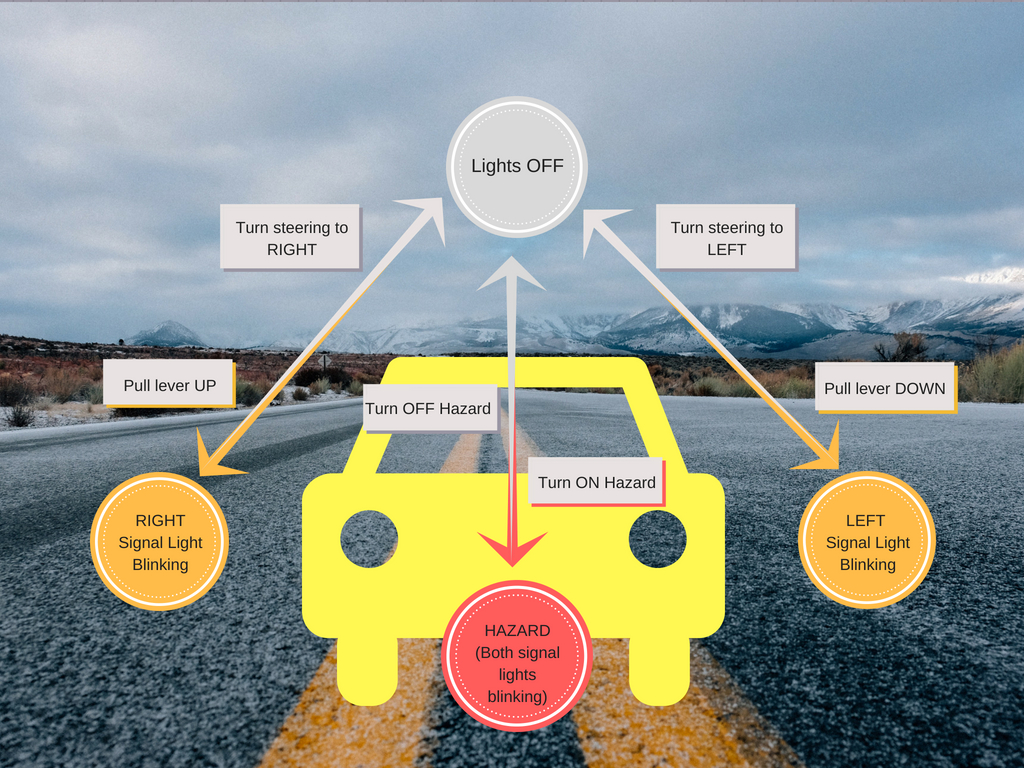 Lights OFF
Turn steering to
RIGHT
Turn steering to
LEFT
Pull lever UP
Pull lever DOWN
Turn OFF Hazard
Turn ON Hazard
RIGHT
Signal Light
Blinking
LEFT
Signal Light
Blinking
HAZARD
(Both signal
lights
blinking)